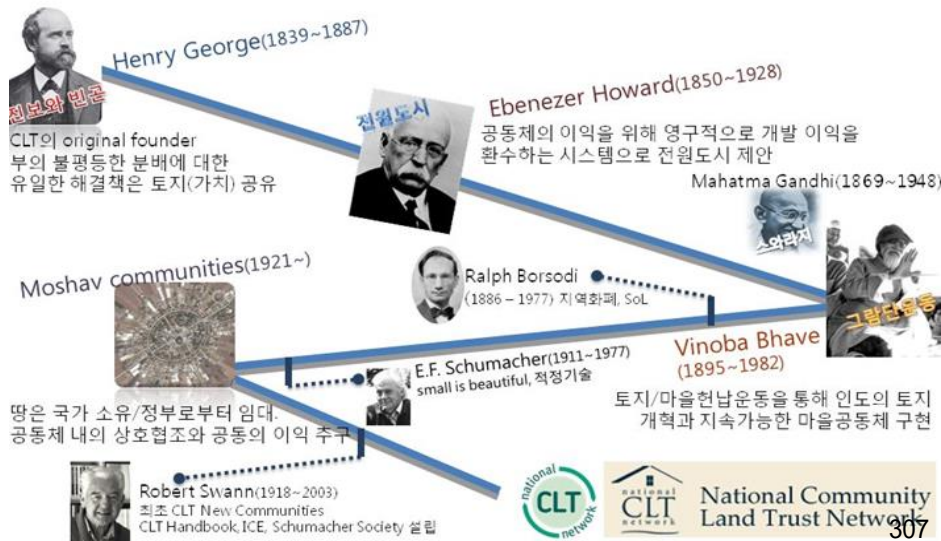 Henry George(1839~1887)
진보와 빈곤
CLT의 original founder
부의 불평등한 분배에 대한
유일한 해결책은 토지(가치) 공유
전원도시
Ebenezer Howard(1850~1928)
공동체의 이익을 위해 영구적으로 개발 이익을
환수하는 시스템으로 전원도시 제안
Mahatma Gandhi(1869~1948)
스와라지
그람단운동
Vinoba Bhave
(1895~1982)
토지/마을헌납운동을 통해 인도의 토지
개혁과 지속가능한 마을공동체 구현
Ralph Borsodi
(1886 – 1977) 지역화폐, SoL
E.F. Schumacher(1911~1977)
small is beautiful, 적정기술
Moshav communities(1921~)
땅은 국가 소유/정부로부터 임대.
공동체 내의 상호협조와 공동의 이익 추구
Robert Swann(1918~2003)
최초 CLT New Communities
CLT Handbook, ICE, Schumacher Society 설립
national
CLT
network
national
CLT
network
National Community
Land Trust Network
307